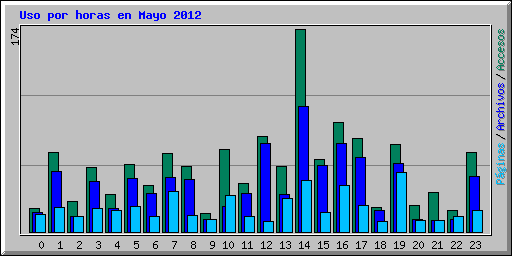 Uso por horas en Mayo 2012
174
Páginas / Archivos / Accesos
0 1 2 3 4 5 6 7 8 9 10 11 12 13 14 15 16 17 18 19 20 21 22 23